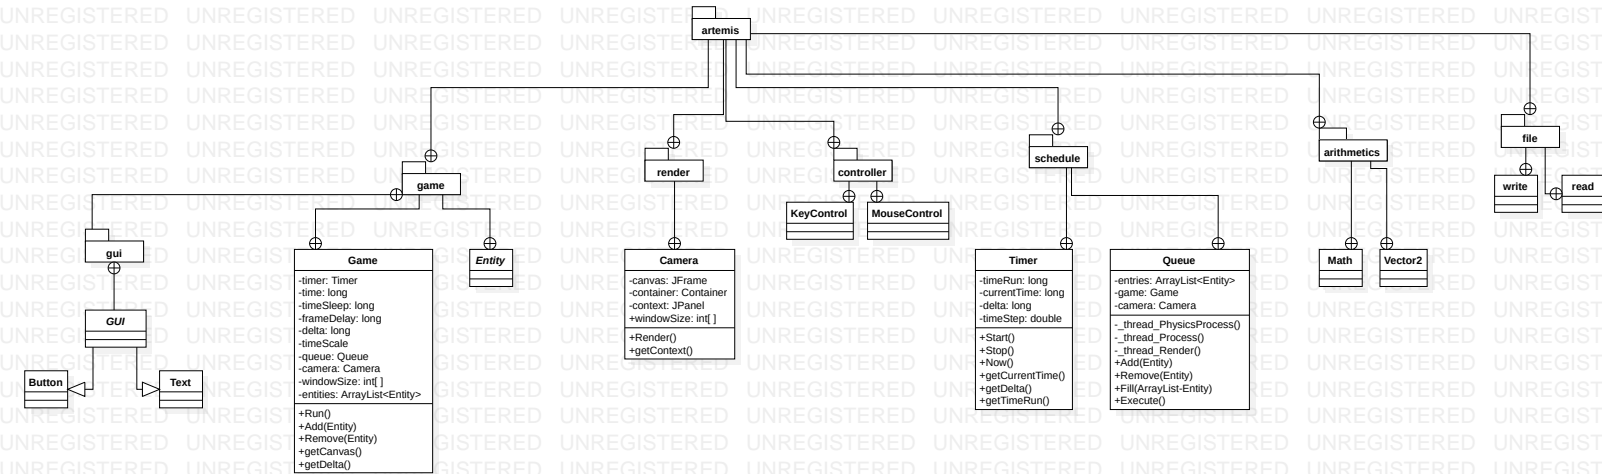 artemis
game
render
controller
schedule
arithmetics
file
gui
GUI
Button
Text
Game
-timer: Timer
-time: long
-timeSleep: long
-frameDelay: long
-delta: long
-timeScale
-queue: Queue
-camera: Camera
-windowSize: int[ ]
-entities: ArrayList<Entity>
+Run()
+Add(Entity)
+Remove(Entity)
+getCanvas()
+getDelta()
Entity
Camera
-canvas: JFrame
-container: Container
-context: JPanel
+windowSize: int[ ]
+Render()
+getContext()
KeyControl
MouseControl
Timer
-timeRun: long
-currentTime: long
-delta: long
-timeStep: double
+Start()
+Stop()
+Now()
+getCurrentTime()
+getDelta()
+getTimeRun()
Queue
-entries: ArrayList<Entity>
-game: Game
-camera: Camera
-_thread_PhysicsProcess()
-_thread_Process()
-_thread_Render()
+Add(Entity)
+Remove(Entity)
+Fill(ArrayList-Entity)
+Execute()
Math
Vector2
write
read
UNREGISTERED